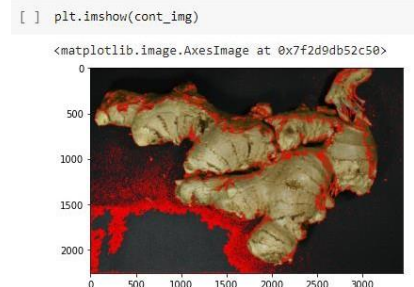 [ ] plt.imshow(cont_img)
<matplotlib.image.AxesImage at 0x7f2d9db52c50>
0
500
1000
1500
2000
0 500 1000 1500 2000 2500 3000